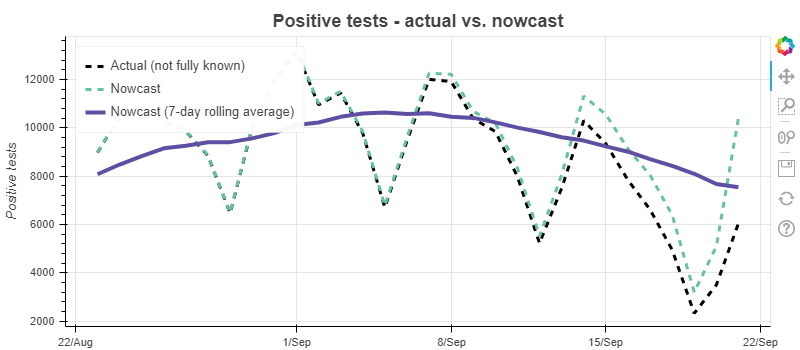 Positive tests - actual vs. nowcast
Actual (not fully known)
Nowcast
Nowcast (7-day rolling average)
Positive tests
12000
10000
8000
6000
4000
2000
22/Aug
1/Sep
8/Sep
15/Sep
22/Sep